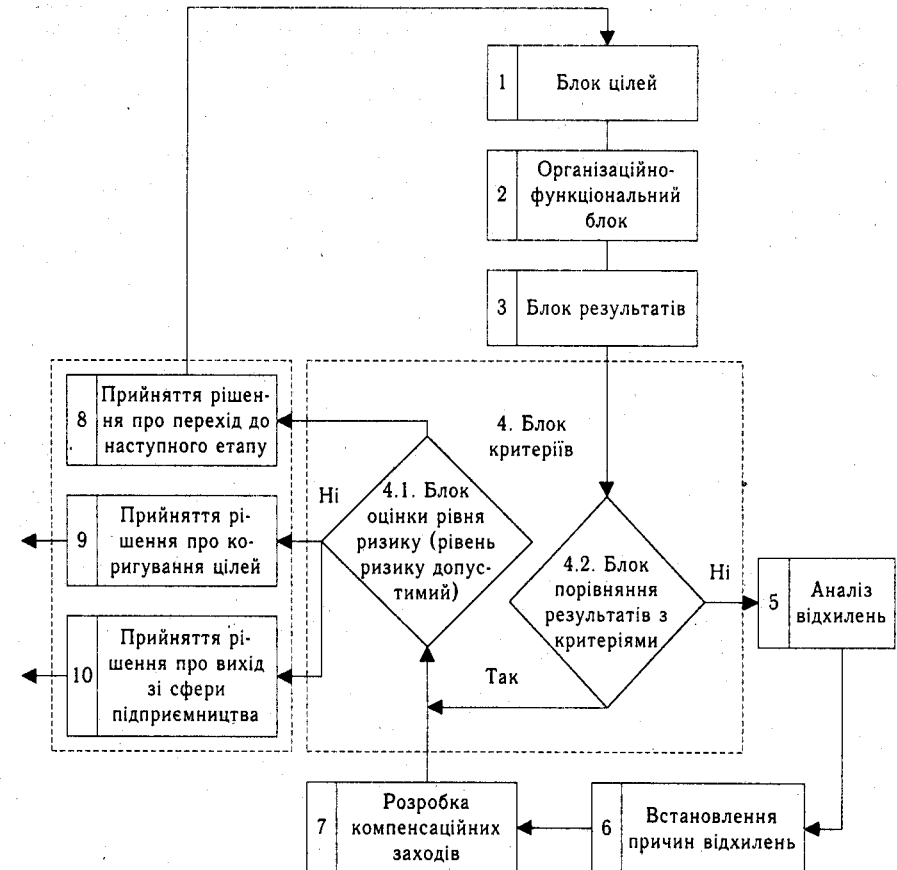 1
Блок цілей
2
Організаційно-
функціональний
блок
3
Блок результатів
4. Блок
критеріїв
8
Прийняття рішен-
ня про перехід до
наступного етапу
Ні
4.1. Блок
оцінки рівня
ризику (рівень
ризику допус-
тимий)
9
Прийняття рі-
шення про ко-
ригування цілей
4.2. Блок
порівняння
результатів з
критеріями
Ні
5
Аналіз
відхилень
10
Прийняття рі-
шення про вихід
зі сфери
підприємництва
Так
7
Розробка
компенсаційних
заходів
6
Встановлення
причин відхилень